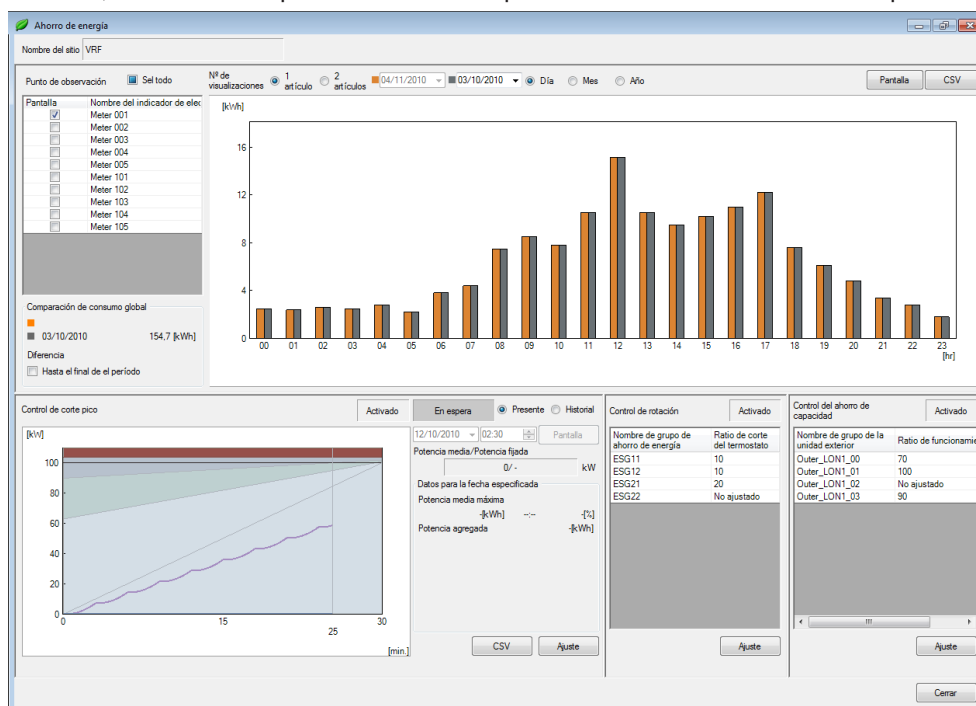 Ahorro de energía
Nombre del sitio VRF
Punto de observación Sel todo
Nº de visualizaciones 1 artículo 2 artículos 04/11/2010 03/10/2010 Día Mes Año Pantalla CSV
Pantalla Nombre del indicador de elec
Meter 001
Meter 002
Meter 003
Meter 004
Meter 005
Meter 101
Meter 102
Meter 103
Meter 104
Meter 105
Comparación de consumo global
03/10/2010 154,7 [kWh]
Diferencia
Hasta el final de el período
[kWh]
16
12
8
4
0
00 01 02 03 04 05 06 07 08 09 10 11 12 13 14 15 16 17 18 19 20 21 22 23
[hr]
Control de corte pico Activado
[kW]
100
80
60
40
20
0
0 15 30
25
[min.]
En espera Presente Historial
12/10/2010 02:30 Pantalla
Potencia media/Potencia fijada
0/ - kW
Datos para la fecha especificada
Potencia media máxima
-[kWh] --:-- -[%]
Potencia agregada -[kWh]
CSV Ajuste
Control de rotación Activado
Nombre de grupo de ahorro de energía Ratio de corte del termostato
ESG11 10
ESG12 10
ESG21 20
ESG22 No ajustado
Ajuste
Control del ahorro de capacidad Activado
Nombre de grupo de la unidad exterior Ratio de funcionamie
Outer_LON1_00 70
Outer_LON1_01 100
Outer_LON1_02 No ajustado
Outer_LON1_03 90
Ajuste
Cerrar